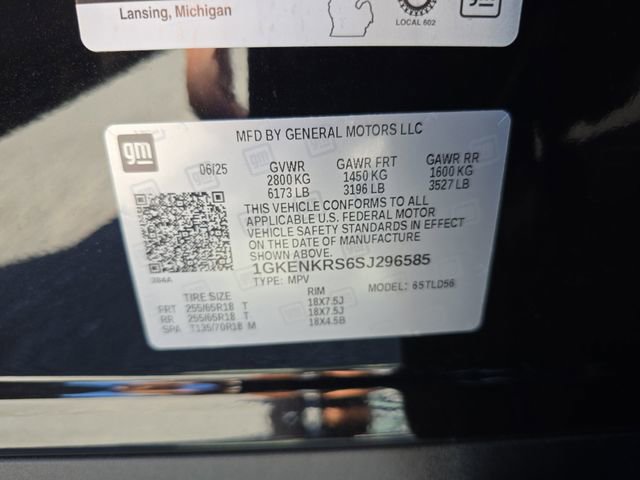 Lansing, Michigan
LOCAL 602
gm
MFD BY GENERAL MOTORS LLC
06/25 GVWR GAWR FRT GAWR RR
2800 KG 1450 KG 1600 KG
6173 LB 3196 LB 3527 LB
THIS VEHICLE CONFORMS TO ALL
APPLICABLE U.S. FEDERAL MOTOR
VEHICLE SAFETY STANDARDS IN EFFECT
ON THE DATE OF MANUFACTURE
SHOWN ABOVE.
1GKENKRS6SJ296585
TYPE: MPV MODEL: 6STLD56
TIRE SIZE RIM
FRT 255/65R18 T 18X7.5J
RR 255/65R18 T 18X7.5J
SPA T135/70R18 M 18X4.5B